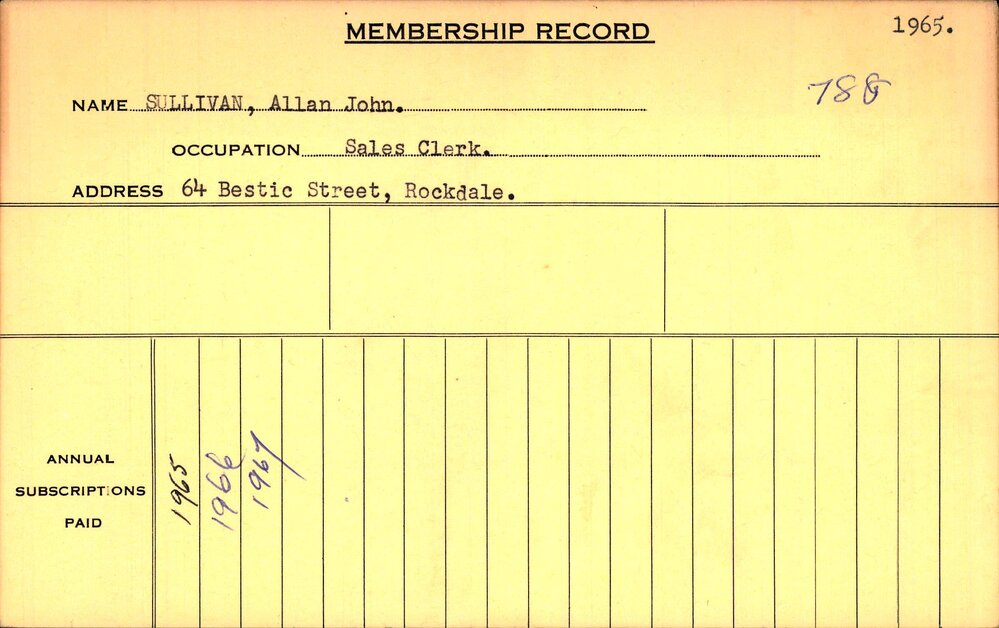 MEMBERSHIP RECORD
1965.
NAME SULLIVAN, Allan John.
788
OCCUPATION Sales Clerk.
ADDRESS 64 Bestic Street, Rockdale.
ANNUAL
SUBSCRIPTIONS
PAID
1965
1966
1967